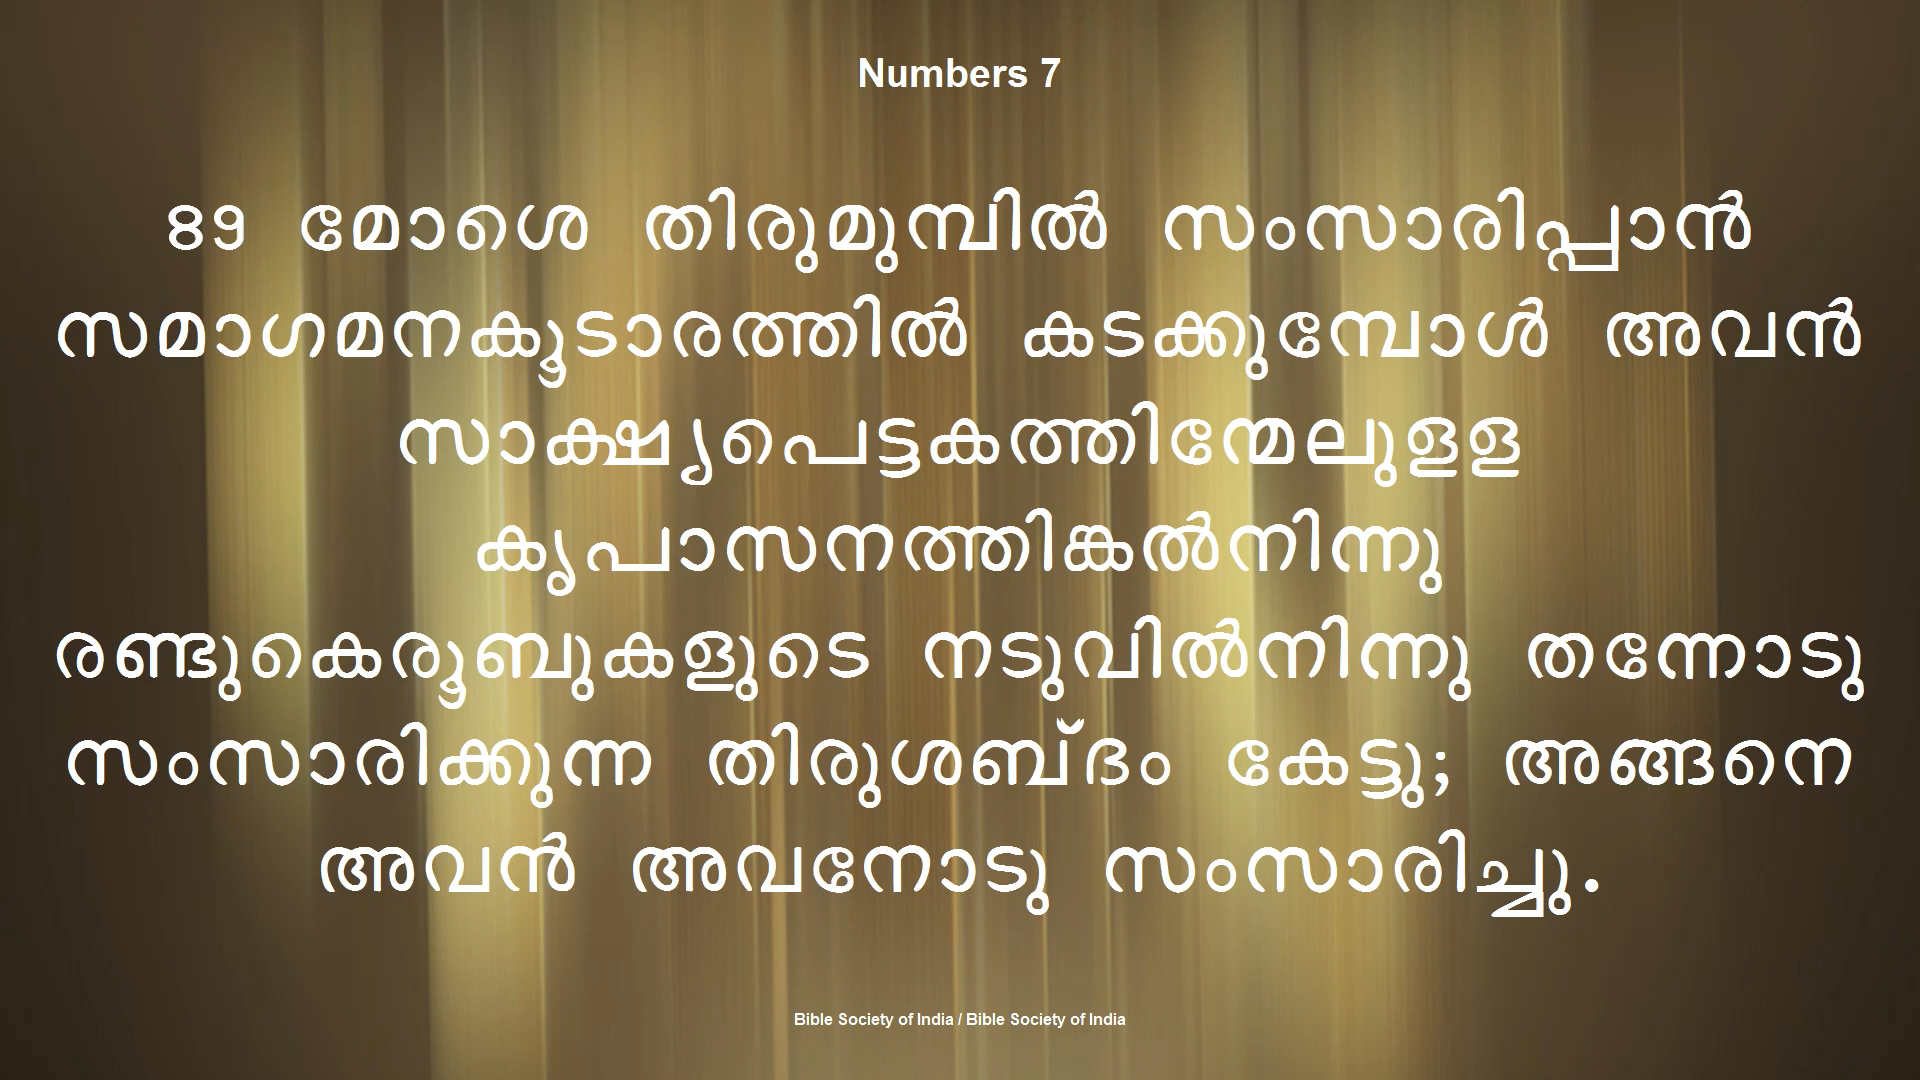 Numbers 7
89 മോശെ തിരുമുമ്പിൽ സംസാരിപ്പാൻ
സമാഗമനകൂടാരത്തിൽ കടക്കുമ്പോൾ അവൻ
സാക്ഷ്യപെട്ടകത്തിന്മേലുളള
കൃപാസനത്തിങ്കൽനിന്നു
രണ്ടുകെരൂബുകളുടെ നടുവിൽനിന്നു തന്നോടു
സംസാരിക്കുന്ന തിരുശബ്ദം കേട്ടു; അങ്ങനെ
അവൻ അവനോടു സംസാരിച്ചു.
Bible Society of India / Bible Society of India